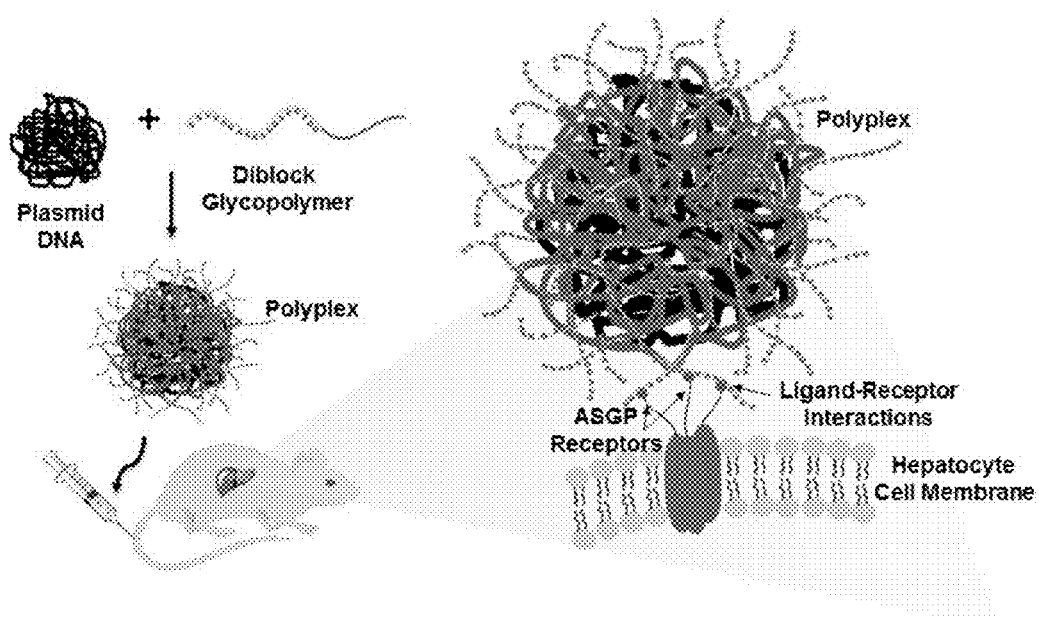 +
Plasmid
DNA
Diblock
Glycopolymer
Polyplex
Polyplex
ASGP
Receptors
Ligand-Receptor
Interactions
Hepatocyte
Cell Membrane